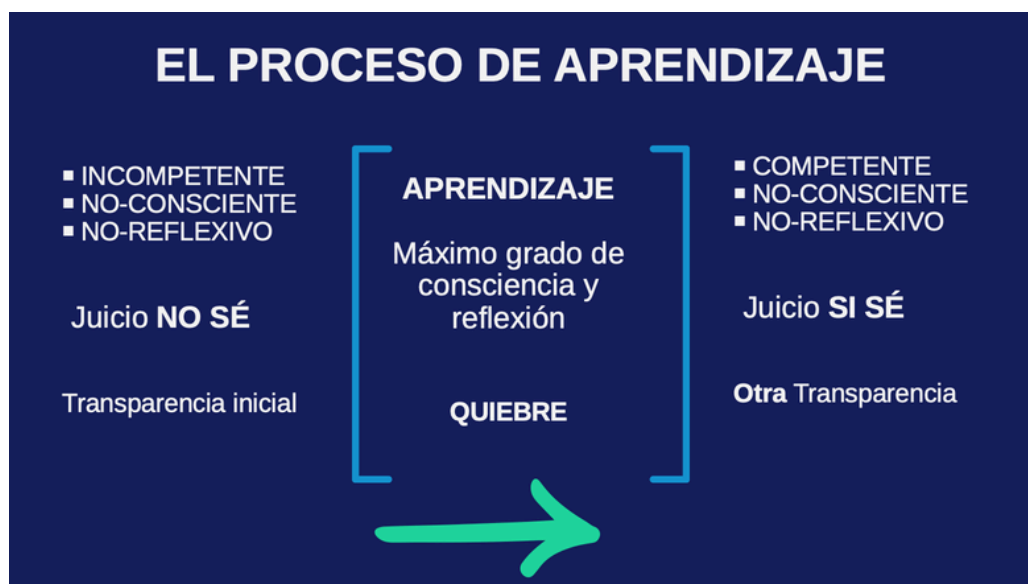 EL PROCESO DE APRENDIZAJE
▪ INCOMPETENTE
▪ NO-CONSCIENTE
▪ NO-REFLEXIVO
Juicio NO SÉ
Transparencia inicial
APRENDIZAJE
Máximo grado de
consciencia y
reflexión
QUIEBRE
▪ COMPETENTE
▪ NO-CONSCIENTE
▪ NO-REFLEXIVO
Juicio SI SÉ
Otra Transparencia